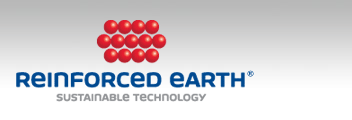 REINFORCED EARTH®
SUSTAINABLE TECHNOLOGY